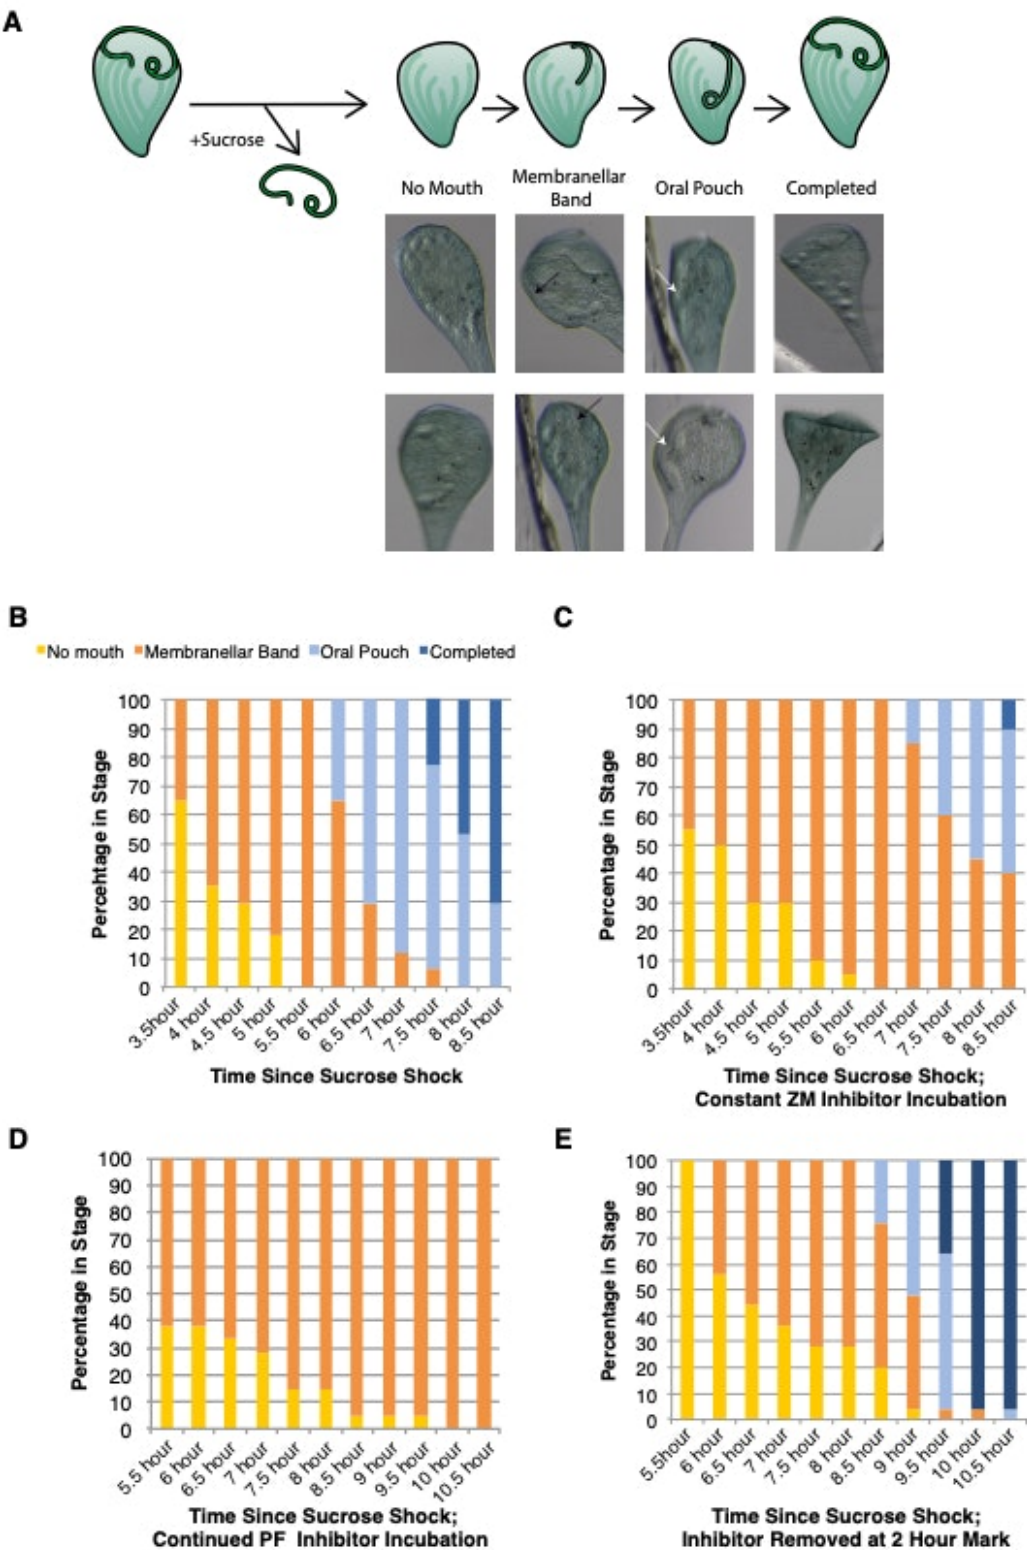 A
+Sucrose
No Mouth
Membranellar
Band
Oral Pouch
Completed
B
No mouth Membranellar Band Oral Pouch Completed
Percehtage in Stage
100
90
80
70
60
50
40
30
20
10
0
3.5hour
4 hour
4.5 hour
5 hour
5.5 hour
6 hour
6.5 hour
7 hour
7.5 hour
8 hour
8.5 hour
Time Since Sucrose Shock
C
Percentage in Stage
100
90
80
70
60
50
40
30
20
10
0
3.5hour
4 hour
4.5 hour
5 hour
5.5 hour
6 hour
6.5 hour
7 hour
7.5 hour
8 hour
8.5 hour
Time Since Sucrose Shock;
Constant ZM Inhibitor Incubation
D
Percentage in Stage
100
90
80
70
60
50
40
30
20
10
0
5.5 hour
6 hour
6.5 hour
7 hour
7.5 hour
8 hour
8.5 hour
9 hour
9.5 hour
10 hour
10.5 hour
Time Since Sucrose Shock;
Continued PF Inhibitor Incubation
E
Percentage in Stage
100
90
80
70
60
50
40
30
20
10
0
5.5hour
6 hour
6.5 hour
7 hour
7.5 hour
8 hour
8.5 hour
9 hour
9.5 hour
10 hour
10.5 hour
Time Since Sucrose Shock;
Inhibitor Removed at 2 Hour Mark